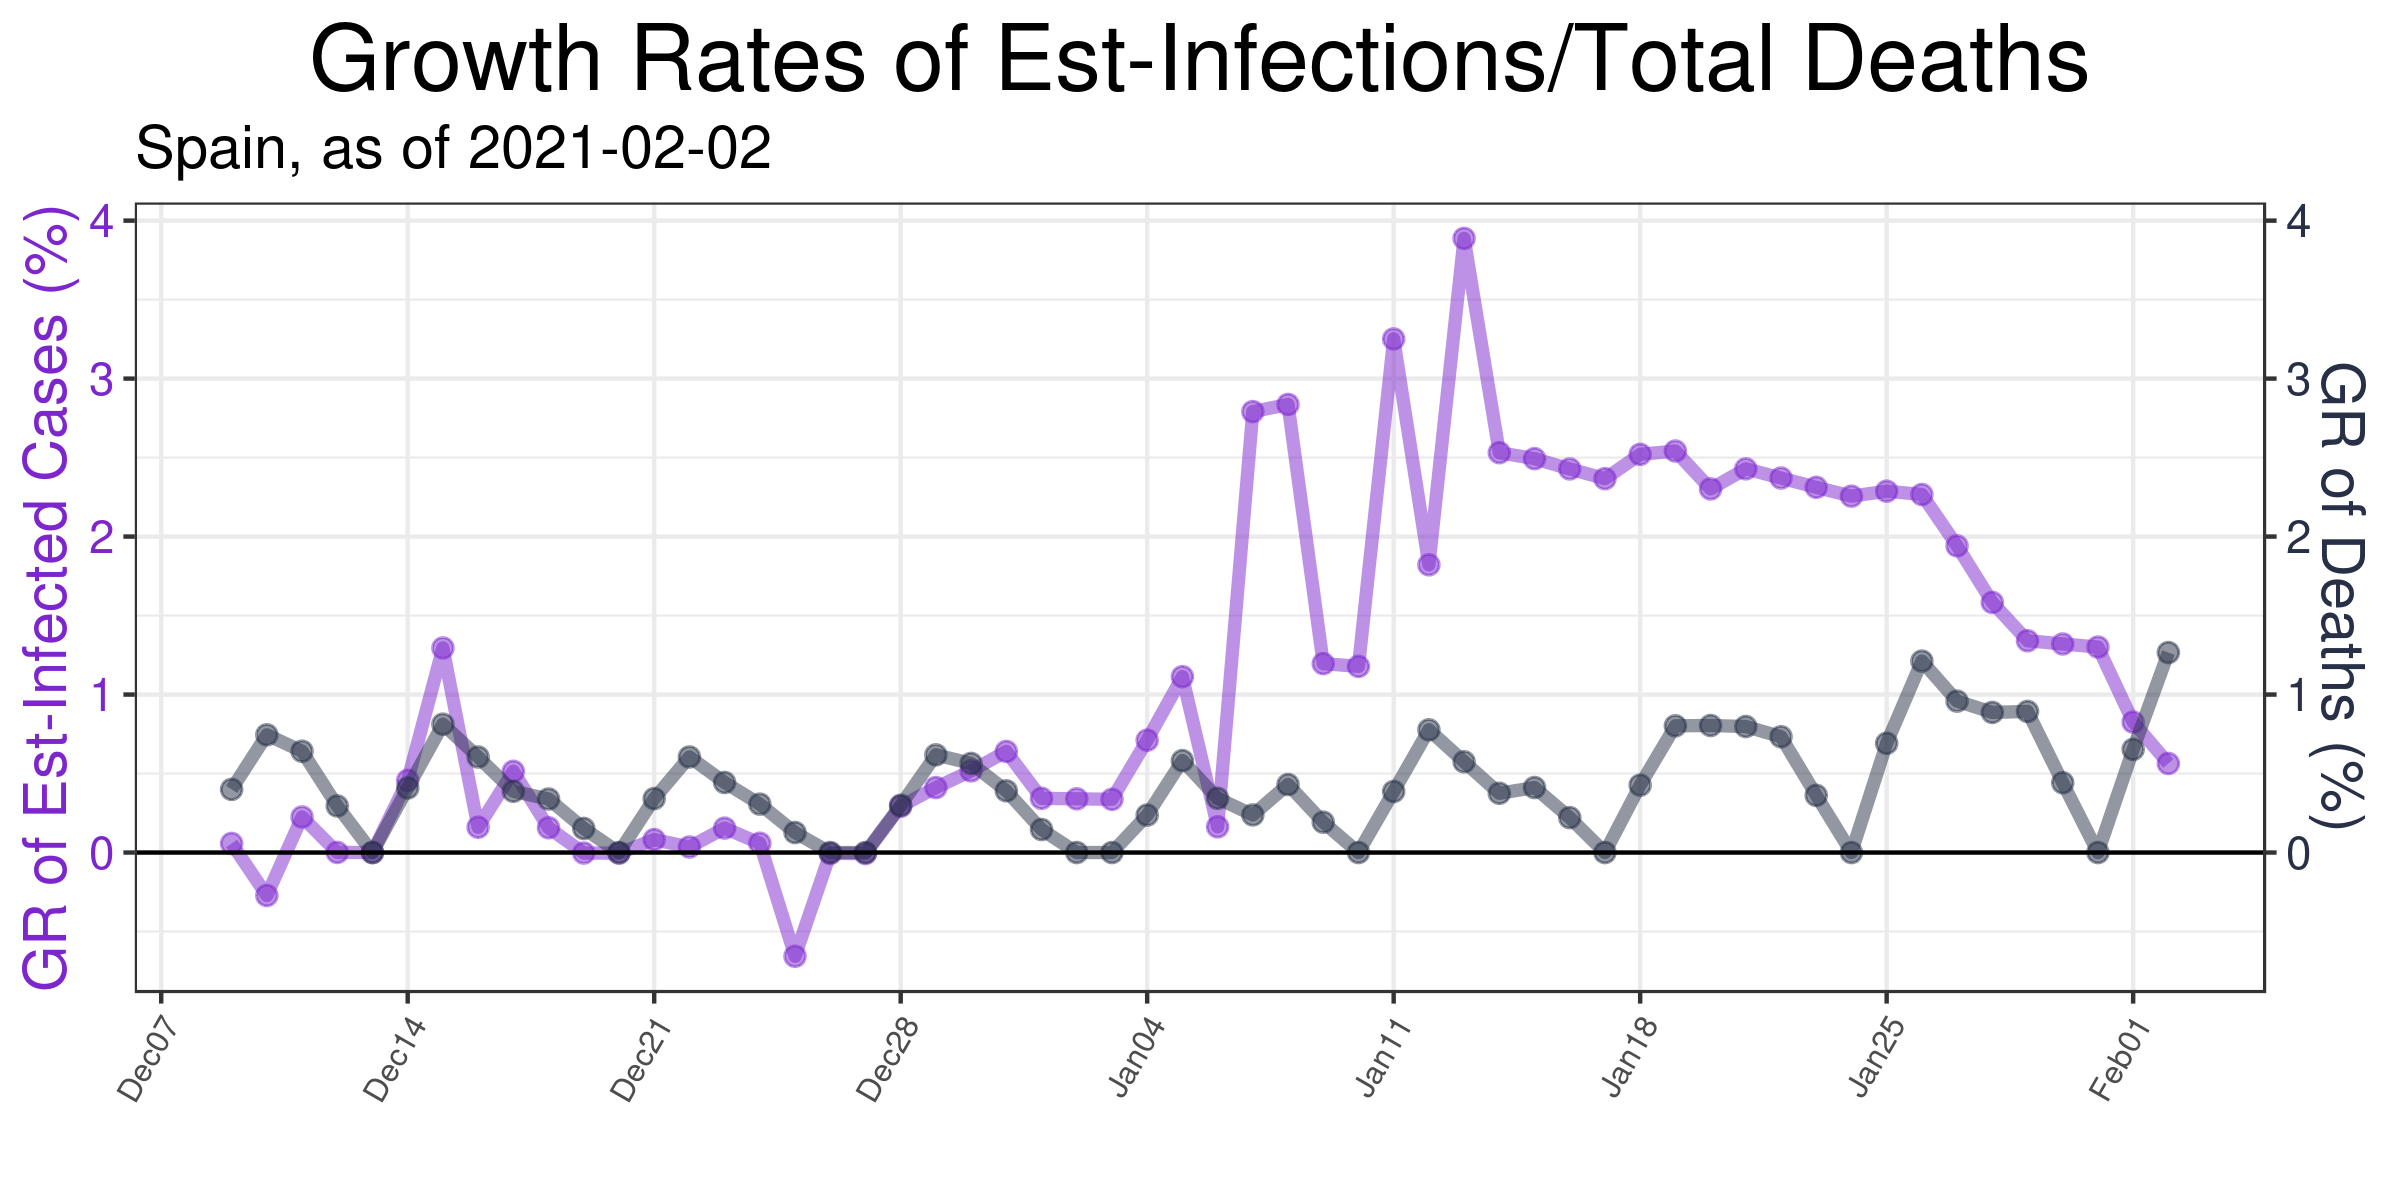 Growth Rates of Est-Infections/Total Deaths
Spain, as of 2021-02-02
GR of Est-Infected Cases (%)
4
3
2
1
0
4
3
2
1
0
GR of Deaths (%)
Dec07
Dec14
Dec21
Dec28
Jan04
Jan11
Jan18
Jan25
Feb01